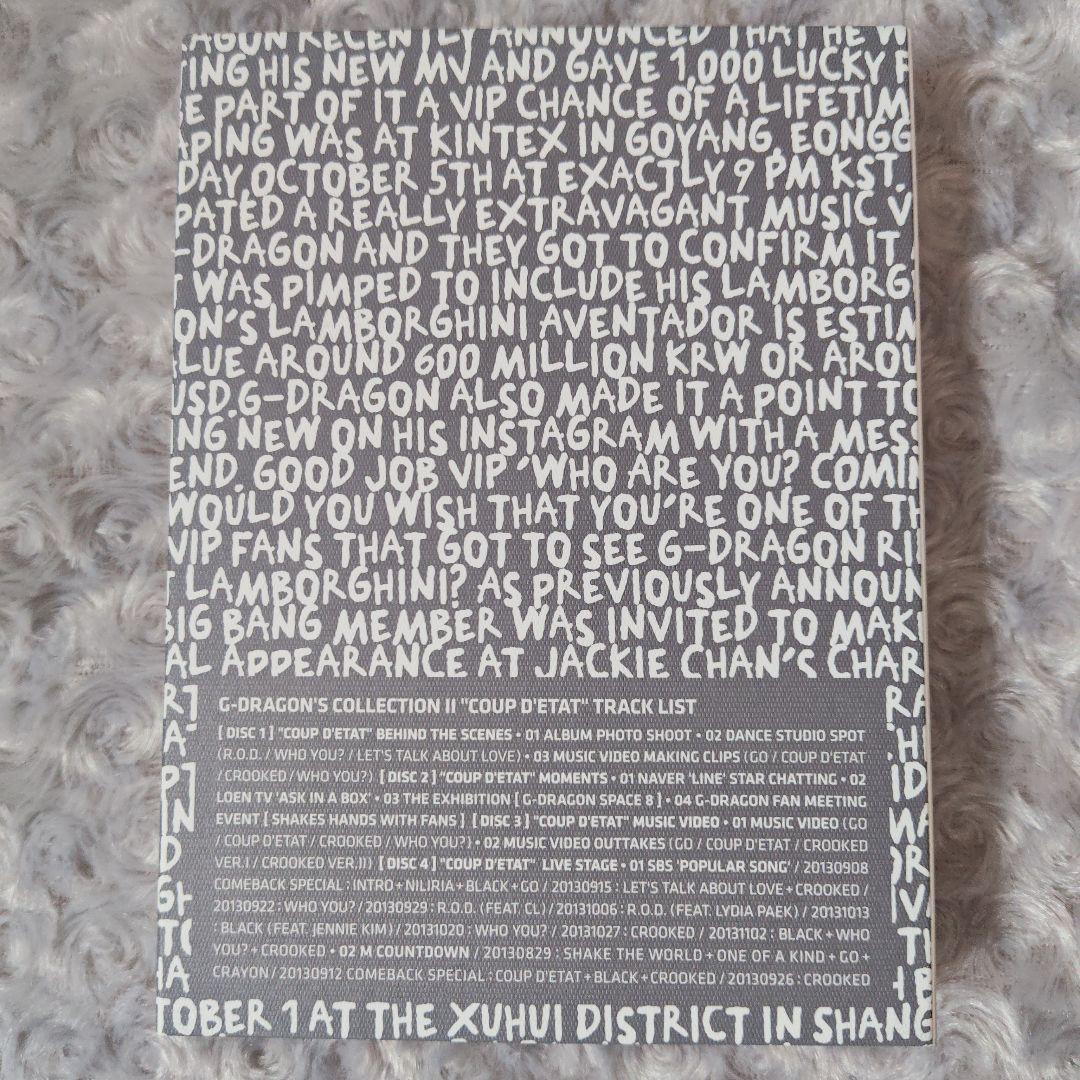 RAGON RECENTLY ANNOUNCED THAT HE W
TING HIS NEW MV AND GAVE 1,000 LUCKY F
E PART OF IT A VIP CHANCE OF A LIFETIM
APING WAS AT KINTEX IN GOYANG, EONGG
DAY, OCTOBER 5TH AT EXACTLY 9 PM KST.
PATED A REALLY EXTRAVAGANT MUSIC V
-DRAGON AND THEY GOT TO CONFIRM IT
WAS PIMPED TO INCLUDE HIS LAMBORG
ON'S LAMBORGHINI AVENTADOR IS ESTIM
LUE AROUND 600 MILLION KRW OR AROU
USD.G-DRAGON ALSO MADE IT A POINT TO
NG NEW ON HIS INSTAGRAM WITH A MESS
END, GOOD JOB VIP 'WHO ARE YOU? COMIN
WOULD YOU WISH THAT YOU'RE ONE OF TH
VIP FANS THAT GOT TO SEE G-DRAGON RI
LAMBORGHINI? AS PREVIOUSLY ANNOUN
BIG BANG MEMBER WAS INVITED TO MAK
AL APPEARANCE AT JACKIE CHAN'S CHAR
G-DRAGON'S COLLECTION II "COUP D'ETAT" TRACK LIST
[ DISC 1 ] "COUP D'ETAT" BEHIND THE SCENES • 01 ALBUM PHOTO SHOOT • 02 DANCE STUDIO SPOT
(R.O.D. / WHO YOU? / LET'S TALK ABOUT LOVE) • 03 MUSIC VIDEO MAKING CLIPS (GO / COUP D'ETAT
/ CROOKED / WHO YOU?) [ DISC 2 ] "COUP D'ETAT" MOMENTS • 01 NAVER 'LINE' STAR CHATTING • 02
LOEN TV 'ASK IN A BOX' • 03 THE EXHIBITION [ G-DRAGON SPACE 8 ] • 04 G-DRAGON FAN MEETING
EVENT [ SHAKES HANDS WITH FANS ] [ DISC 3 ] "COUP D'ETAT" MUSIC VIDEO • 01 MUSIC VIDEO (GO
/ COUP D'ETAT / CROOKED / WHO YOU?) • 02 MUSIC VIDEO OUTTAKES (GO / COUP D'ETAT / CROOKED
VER.I / CROOKED VER.II) [ DISC 4 ] "COUP D'ETAT" LIVE STAGE • 01 SBS 'POPULAR SONG' / 20130908
COMEBACK SPECIAL : INTRO + NILIRIA + BLACK + GO / 20130915 : LET'S TALK ABOUT LOVE + CROOKED /
20130922 : WHO YOU? / 20130929 : R.O.D. (FEAT. CL) / 20131006 : R.O.D. (FEAT. LYDIA PAEK) / 20131013
: BLACK (FEAT. JENNIE KIM) / 20131020 : WHO YOU? / 20131027 : CROOKED / 20131102 : BLACK + WHO
YOU? + CROOKED • 02 M COUNTDOWN / 20130829 : SHAKE THE WORLD + ONE OF A KIND + GO +
CRAYON / 20130912 COMEBACK SPECIAL : COUP D'ETAT + BLACK + CROOKED / 20130926 : CROOKED
TOBER 1 AT THE XUHUI DISTRICT IN SHANG